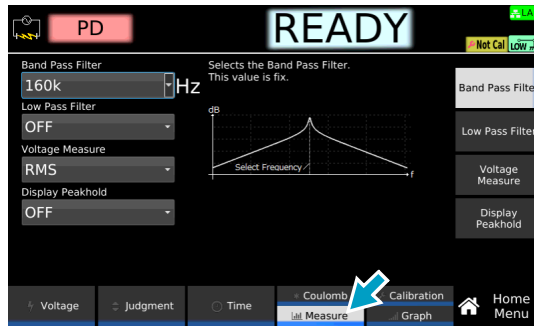 PD
READY
LA
Not Cal
LOW
Band Pass Filter
160k
Hz
Low Pass Filter
OFF
Voltage Measure
RMS
Display Peakhold
OFF
Selects the Band Pass Filter.
This value is fix.
dB
Select Frequency
f
Band Pass Filte
Low Pass Filter
Voltage
Measure
Display
Peakhold
Voltage
Judgment
Time
Coulomb
Calibration
Measure
Graph
Home
Menu